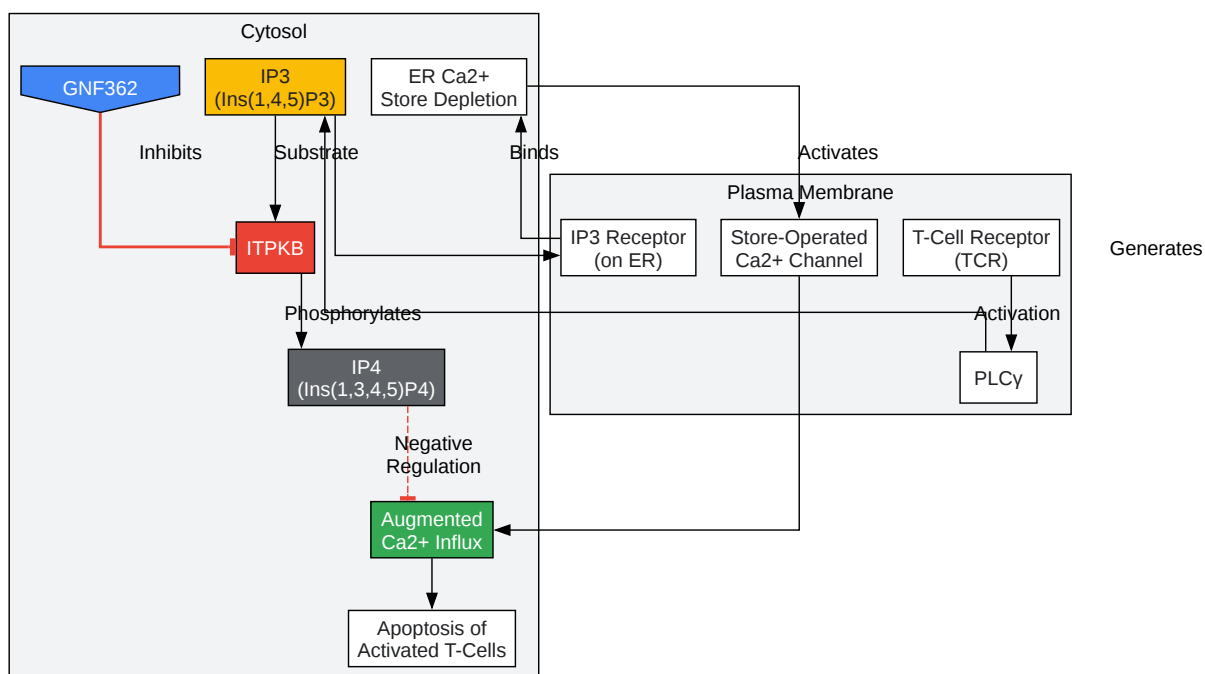 Cytosol
GNF362
IP3
(Ins(1,4,5)P3)
ER Ca2+
Store Depletion
Inhibits
Substrate
Binds
Activates
Plasma Membrane
ITPKB
IP3 Receptor
(on ER)
Store-Operated
Ca2+ Channel
T-Cell Receptor
(TCR)
Generates
Phosphorylates
Activation
IP4
(Ins(1,3,4,5)P4)
PLCγ
Negative
Regulation
Augmented
Ca2+ Influx
Apoptosis of
Activated T-Cells